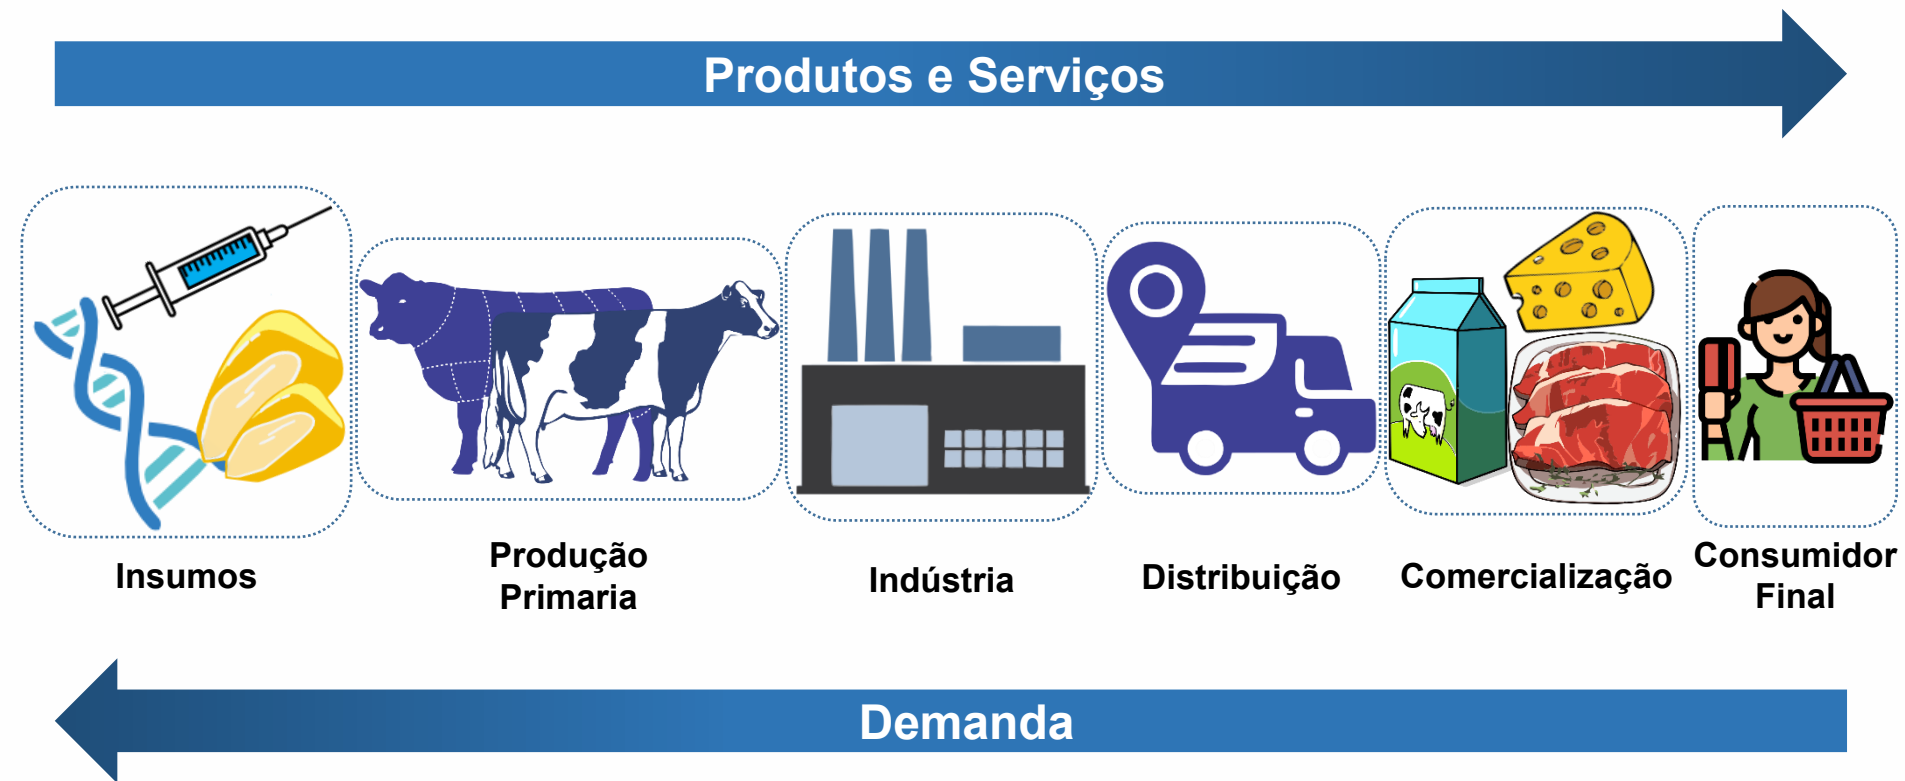 Produtos e Serviços
Insumos
Produção
Primaria
Indústria
Distribuição
Comercialização
Consumidor
Final
Demanda